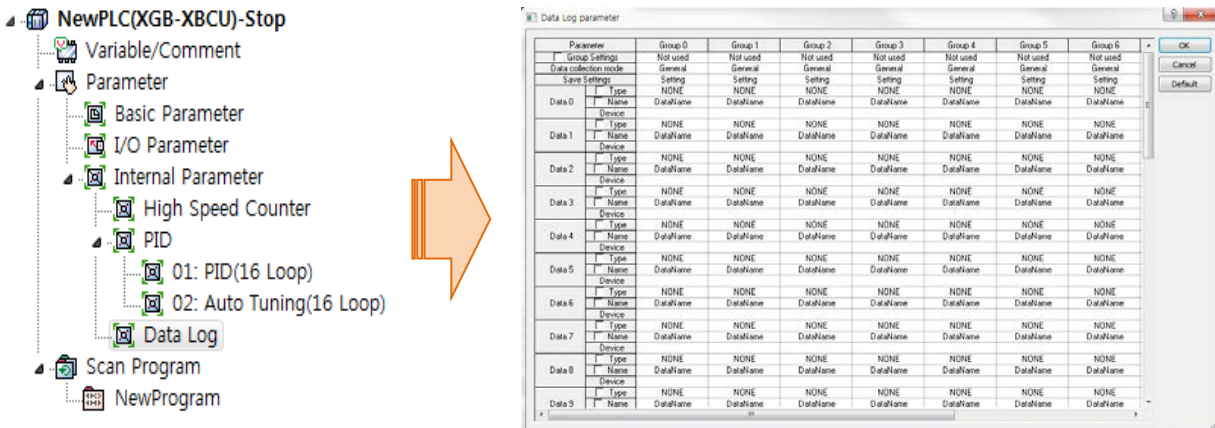 NewPLC(XGB-XBCU)-Stop
Variable/Comment
Parameter
Basic Parameter
I/O Parameter
Internal Parameter
High Speed Counter
PID
01: PID(16 Loop)
02: Auto Tuning(16 Loop)
Data Log
Scan Program
NewProgram
Data Log parameter
Parameter Group 0 Group 1 Group 2 Group 3 Group 4 Group 5 Group 6
Group Settings Not used Not used Not used Not used Not used Not used Not used
Data collection mode General General General General General General General
Save Settings Setting Setting Setting Setting Setting Setting Setting
Data 0
Type NONE NONE NONE NONE NONE NONE NONE
Name DataName DataName DataName DataName DataName DataName DataName
Device
Data 1
Type NONE NONE NONE NONE NONE NONE NONE
Name DataName DataName DataName DataName DataName DataName DataName
Device
Data 2
Type NONE NONE NONE NONE NONE NONE NONE
Name DataName DataName DataName DataName DataName DataName DataName
Device
Data 3
Type NONE NONE NONE NONE NONE NONE NONE
Name DataName DataName DataName DataName DataName DataName DataName
Device
Data 4
Type NONE NONE NONE NONE NONE NONE NONE
Name DataName DataName DataName DataName DataName DataName DataName
Device
Data 5
Type NONE NONE NONE NONE NONE NONE NONE
Name DataName DataName DataName DataName DataName DataName DataName
Device
Data 6
Type NONE NONE NONE NONE NONE NONE NONE
Name DataName DataName DataName DataName DataName DataName DataName
Device
Data 7
Type NONE NONE NONE NONE NONE NONE NONE
Name DataName DataName DataName DataName DataName DataName DataName
Device
Data 8
Type NONE NONE NONE NONE NONE NONE NONE
Name DataName DataName DataName DataName DataName DataName DataName
Device
Data 9
Type NONE NONE NONE NONE NONE NONE NONE
Name DataName DataName DataName DataName DataName DataName DataName
OK
Cancel
Default